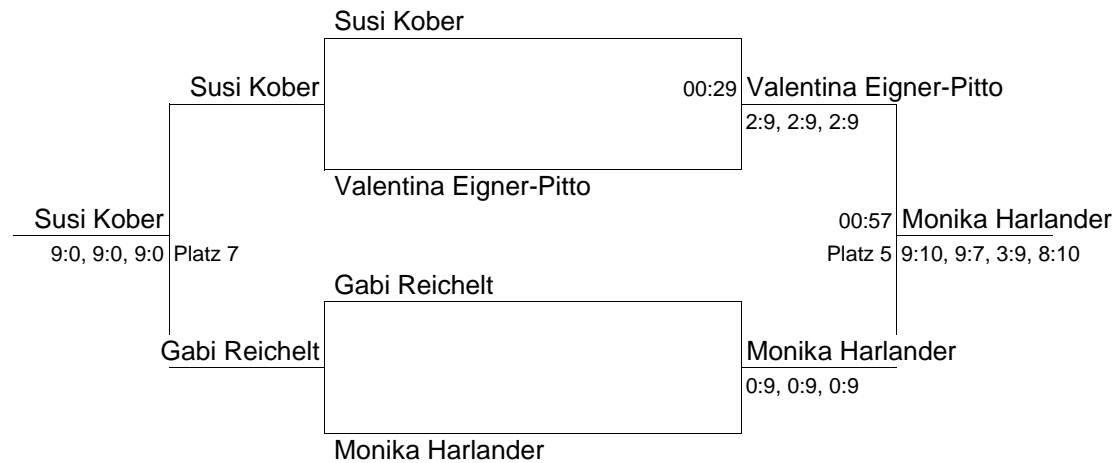 Susi Kober
Susi Kober
00:29 Valentina Eigner-Pitto
2:9, 2:9, 2:9
Valentina Eigner-Pitto
Susi Kober
00:57 Monika Harlander
9:0, 9:0, 9:0 Platz 7
Platz 5 9:10, 9:7, 3:9, 8:10
Gabi Reichelt
Gabi Reichelt
Monika Harlander
0:9, 0:9, 0:9
Monika Harlander